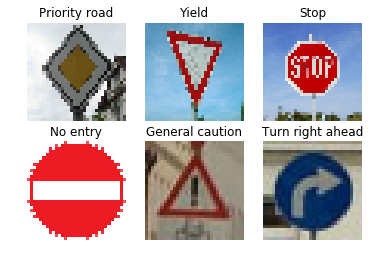 Priority road
Yield
Stop
STOP
No entry
General caution
Turn right ahead